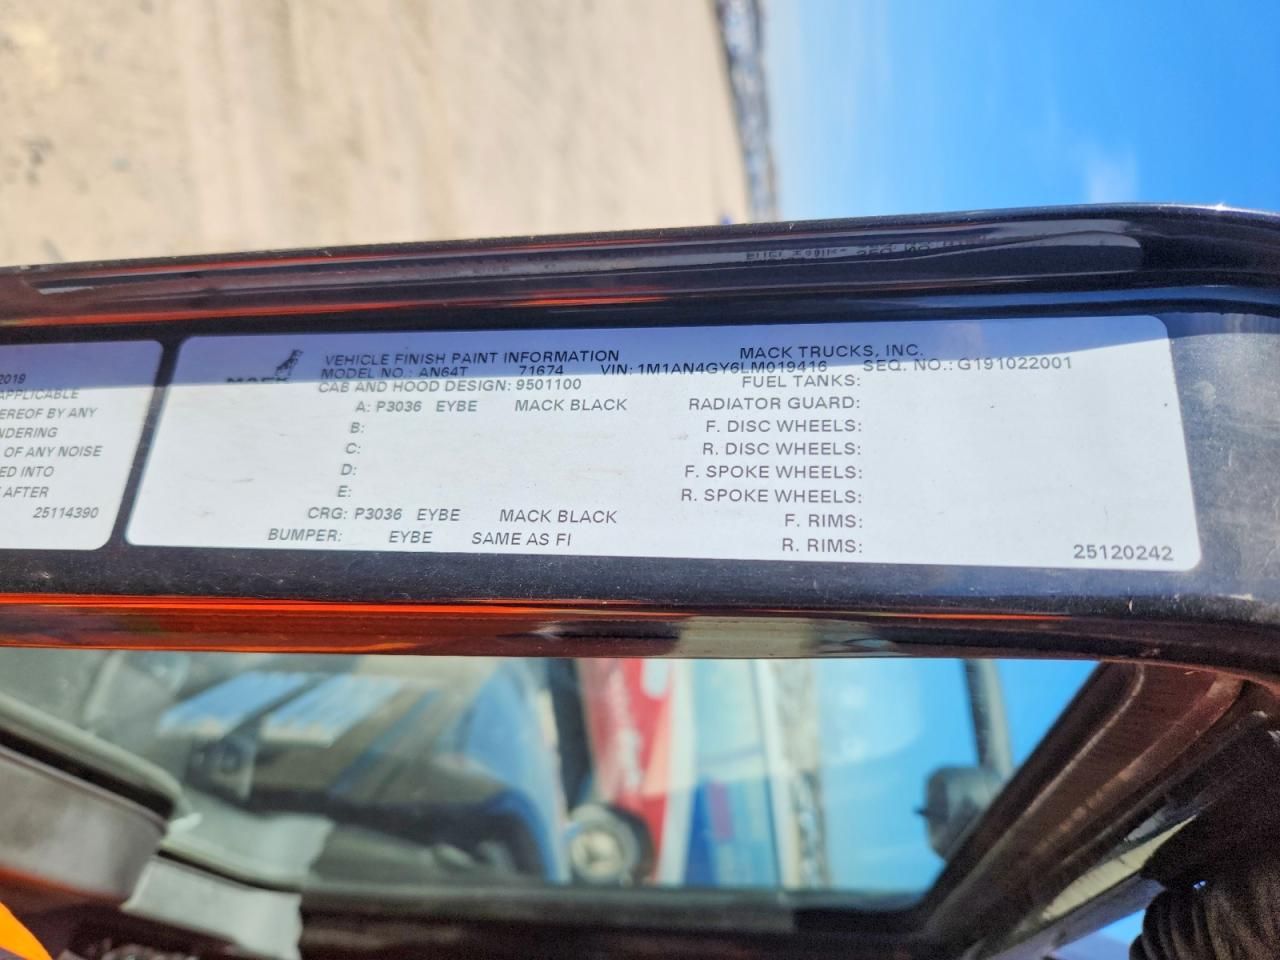 2019
APPLICABLE
EREOF BY ANY
NDERING
OF ANY NOISE
ED INTO
AFTER
25114390
VEHICLE FINISH PAINT INFORMATION MACK TRUCKS, INC.
MODEL NO.: AN64T 71674 VIN: 1M1AN4GY6LM019416 SEQ. NO.: G191022001
CAB AND HOOD DESIGN: 9501100 FUEL TANKS:
A: P3036 EYBE MACK BLACK RADIATOR GUARD:
B: F. DISC WHEELS:
C: R. DISC WHEELS:
D: F. SPOKE WHEELS:
E: R. SPOKE WHEELS:
CRG: P3036 EYBE MACK BLACK F. RIMS:
BUMPER: EYBE SAME AS FI R. RIMS:
25120242